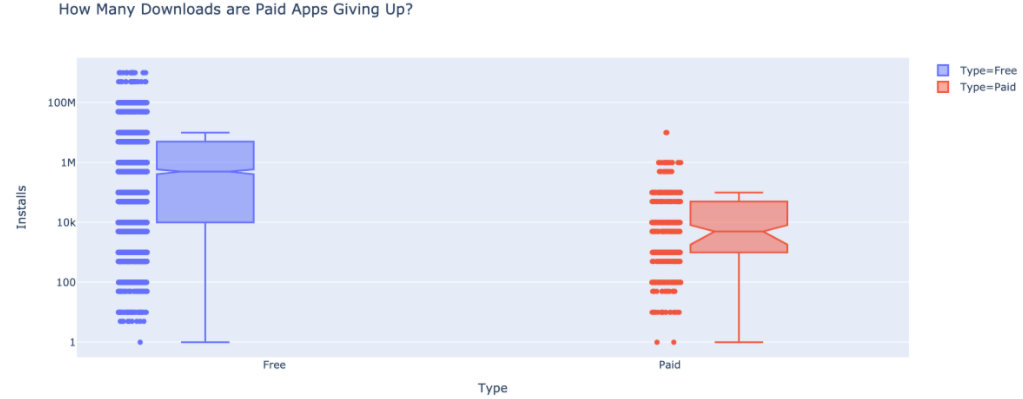 How Many Downloads are Paid Apps Giving Up?
Type=Free
Type=Paid
100M
1M
10k
100
1
Installs
Free
Paid
Type